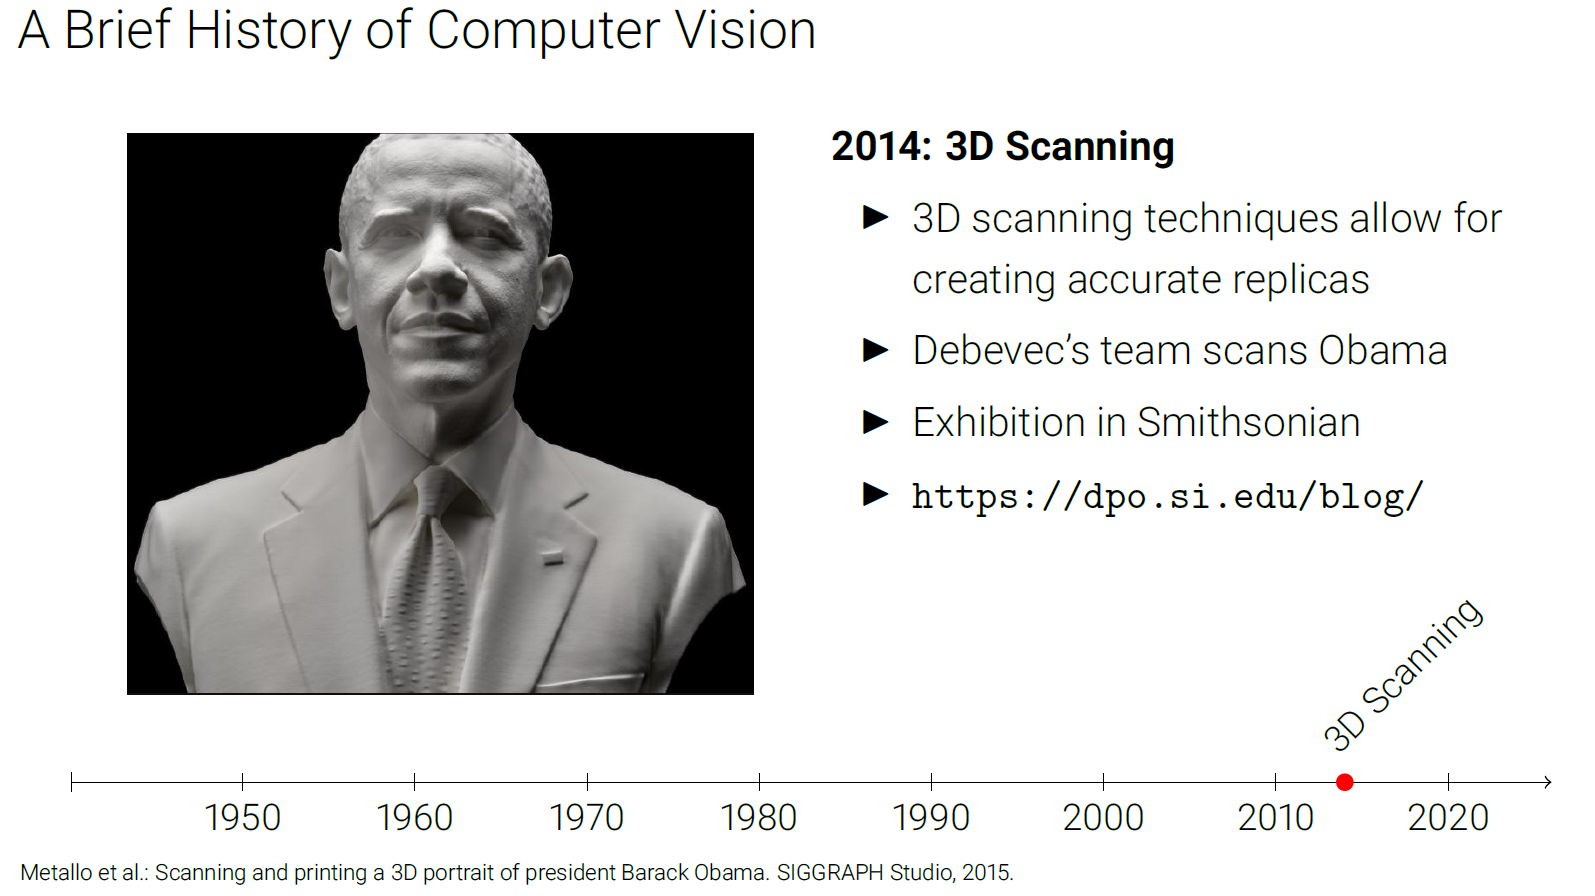 A Brief History of Computer Vision
2014: 3D Scanning
3D scanning techniques allow for
creating accurate replicas
Debevec’s team scans Obama
Exhibition in Smithsonian
https://dpo.si.edu/blog/
3D Scanning
1950 1960 1970 1980 1990 2000 2010 2020
Metallo et al.: Scanning and printing a 3D portrait of president Barack Obama. SIGGRAPH Studio, 2015.